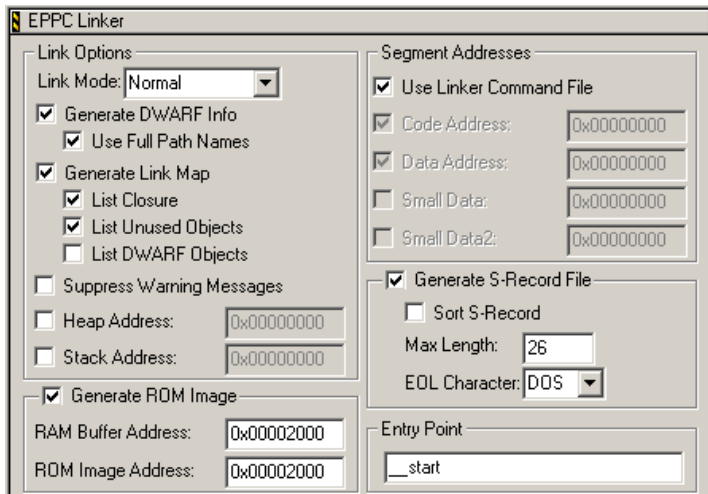 EPPC Linker
Link Options
Link Mode: Normal
Generate DWARF Info
Use Full Path Names
Generate Link Map
List Closure
List Unused Objects
List DWARF Objects
Suppress Warning Messages
Heap Address: 0x00000000
Stack Address: 0x00000000
Generate ROM Image
RAM Buffer Address: 0x00002000
ROM Image Address: 0x00002000
Segment Addresses
Use Linker Command File
Code Address: 0x00000000
Data Address: 0x00000000
Small Data: 0x00000000
Small Data2: 0x00000000
Generate S-Record File
Sort S-Record
Max Length: 26
EOL Character: DOS
Entry Point
__start